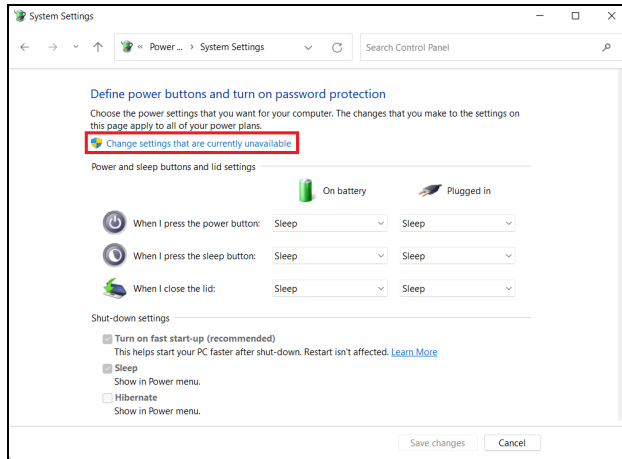 System Settings
« Power ... > System Settings
Search Control Panel
Define power buttons and turn on password protection
Choose the power settings that you want for your computer. The changes that you make to the settings on
this page apply to all of your power plans.
Change settings that are currently unavailable
Power and sleep buttons and lid settings
On battery Plugged in
When I press the power button: Sleep Sleep
When I press the sleep button: Sleep Sleep
When I close the lid: Sleep Sleep
Shut-down settings
Turn on fast start-up (recommended)
This helps start your PC faster after shut-down. Restart isn't affected. Learn More
Sleep
Show in Power menu.
Hibernate
Show in Power menu.
Save changes Cancel